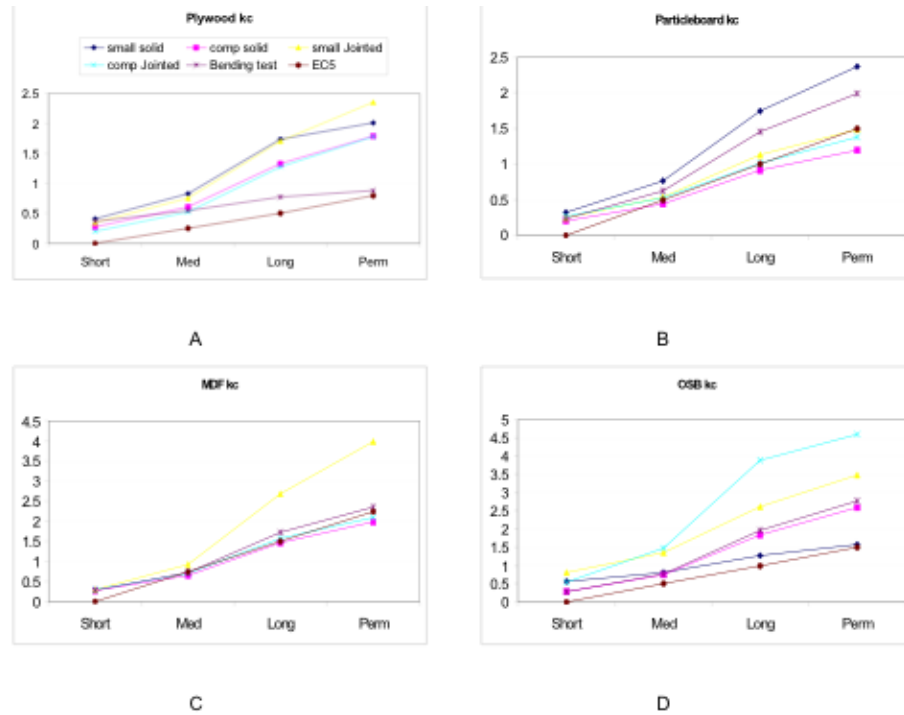 Plywood kc
small solid comp solid small Jointed
comp Jointed Bending test EC5
2.5
2
1.5
1
0.5
0
Short Med Long Perm
A
Particleboard kc
2.5
2
1.5
1
0.5
0
Short Med Long Perm
B
MDF kc
4.5
4
3.5
3
2.5
2
1.5
1
0.5
0
Short Med Long Perm
C
OSB kc
5
4.5
4
3.5
3
2.5
2
1.5
1
0.5
0
Short Med Long Perm
D